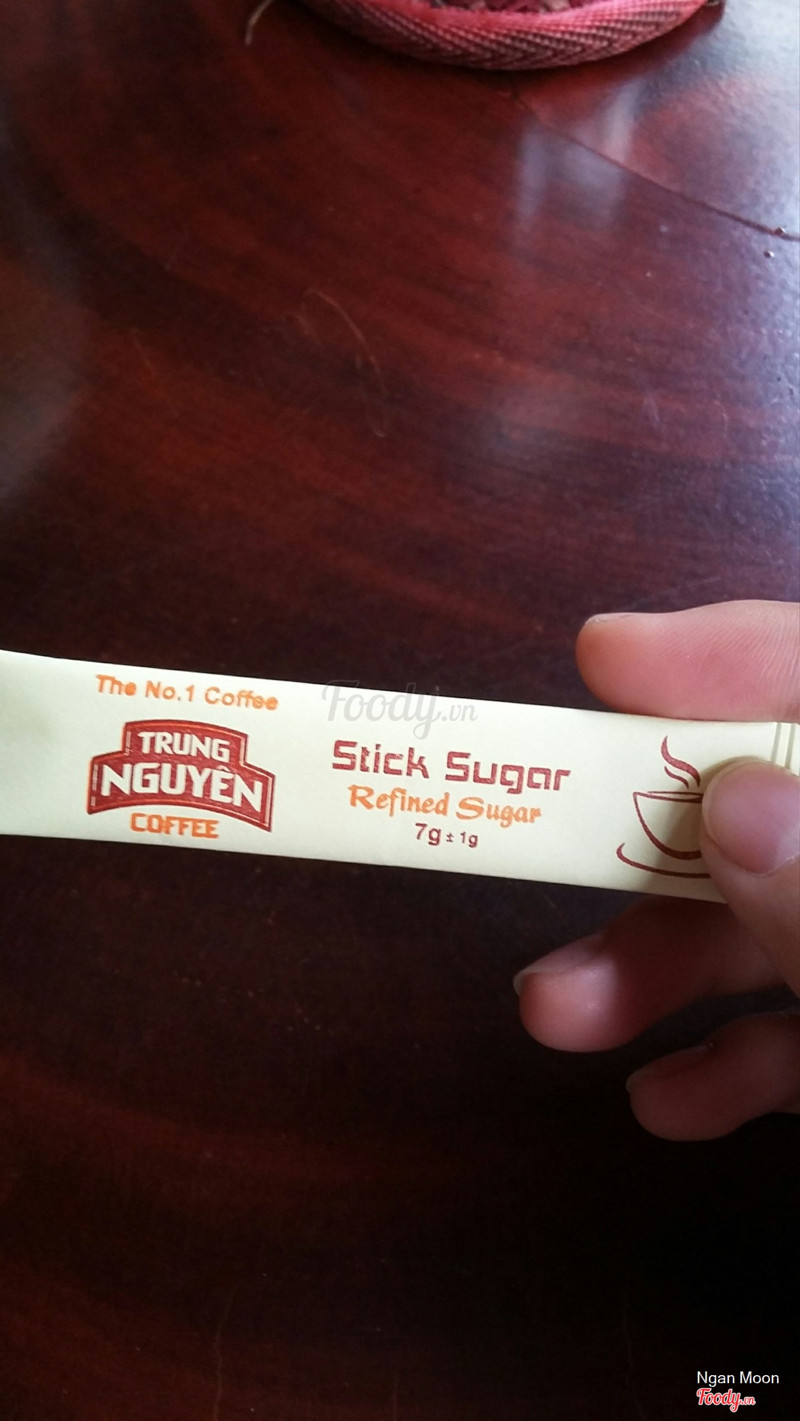 The No.1 Coffee
TRUNG
NGUYÊN
COFFEE
Stick Sugar
Refined Sugar
7g ± 1g
Foody.vn
Ngan Moon
Foody.vn